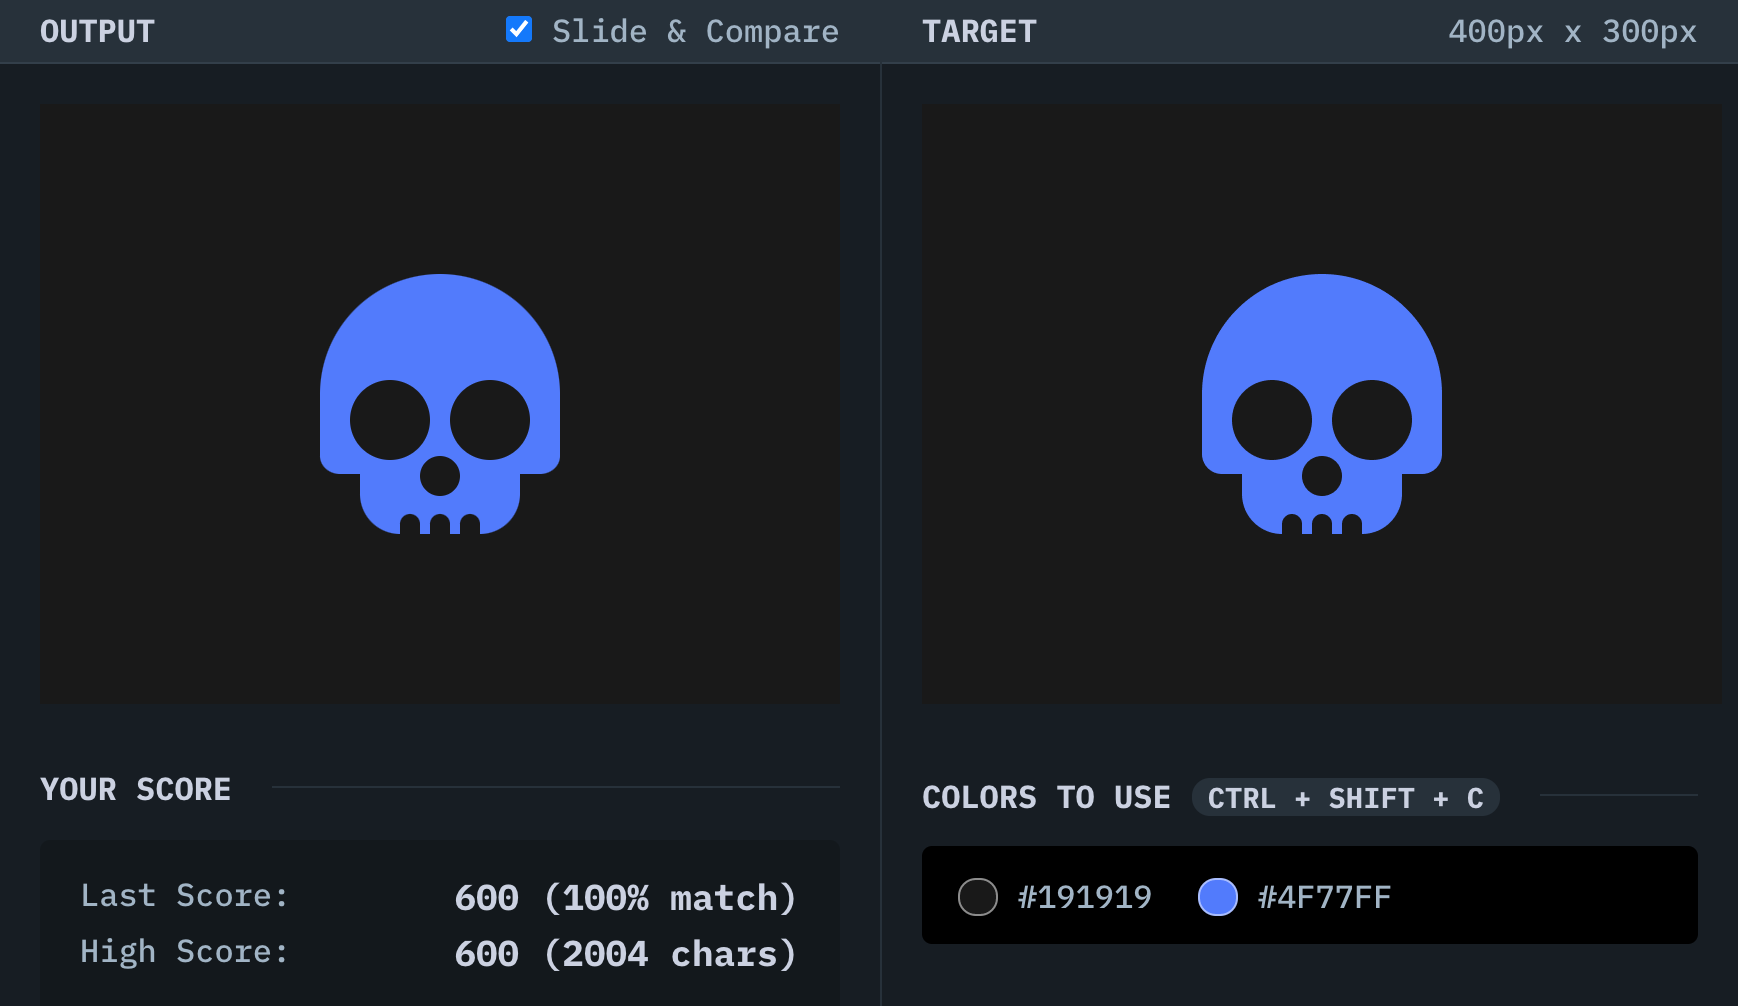 OUTPUT
Slide & Compare
TARGET
400px x 300px
YOUR SCORE
Last Score: 600 (100% match)
High Score: 600 (2004 chars)
COLORS TO USE CTRL + SHIFT + C
#191919 #4F77FF